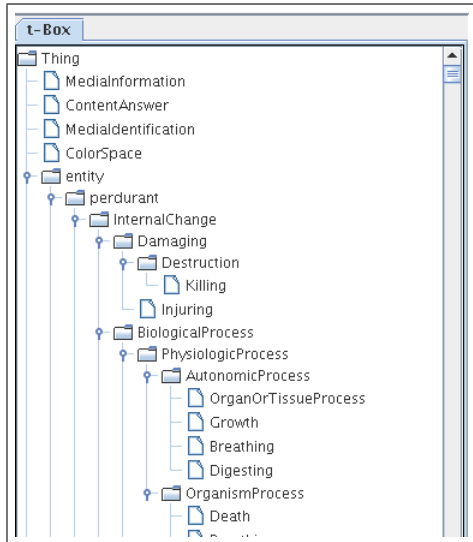 t-Box
Thing
MediaInformation
ContentAnswer
MediaIdentification
ColorSpace
entity
perdurant
InternalChange
Damaging
Destruction
Killing
Injuring
BiologicalProcess
PhysiologicProcess
AutonomicProcess
OrganOrTissueProcess
Growth
Breathing
Digesting
OrganismProcess
Death